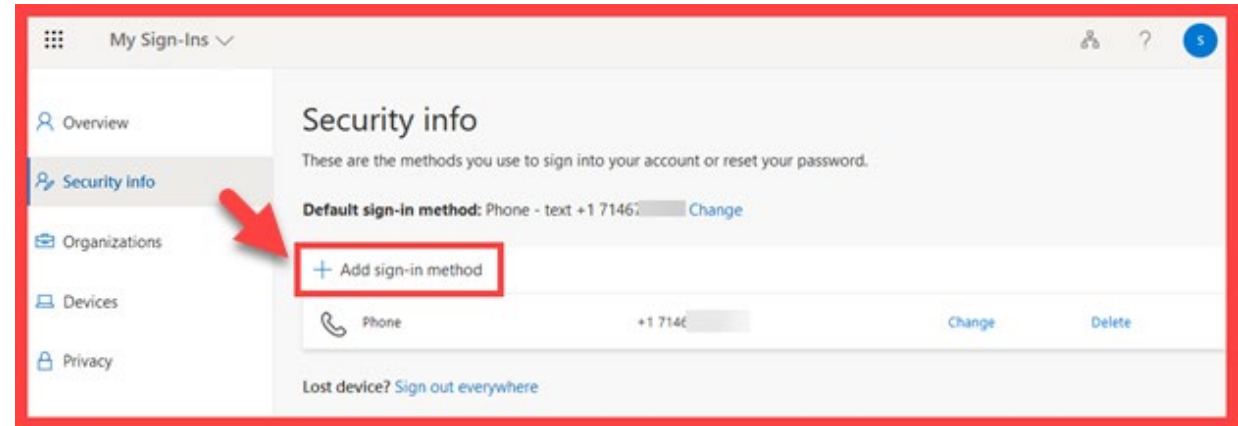 My Sign-Ins
?
S
Overview
Security info
Organizations
Devices
Privacy
Security info
These are the methods you use to sign into your account or reset your password.
Default sign-in method: Phone - text +1 7146 Change
+ Add sign-in method
Phone +1 7146 Change Delete
Lost device? Sign out everywhere